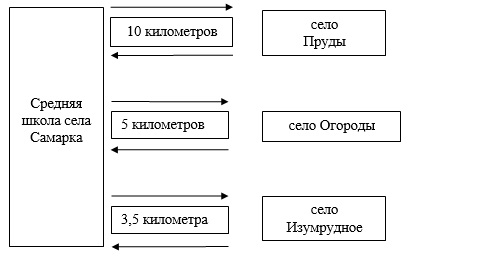 Средняя
школа села
Самарка
10 километров
село
Пруды
5 километров
село Огороды
3,5 километра
село
Изумрудное